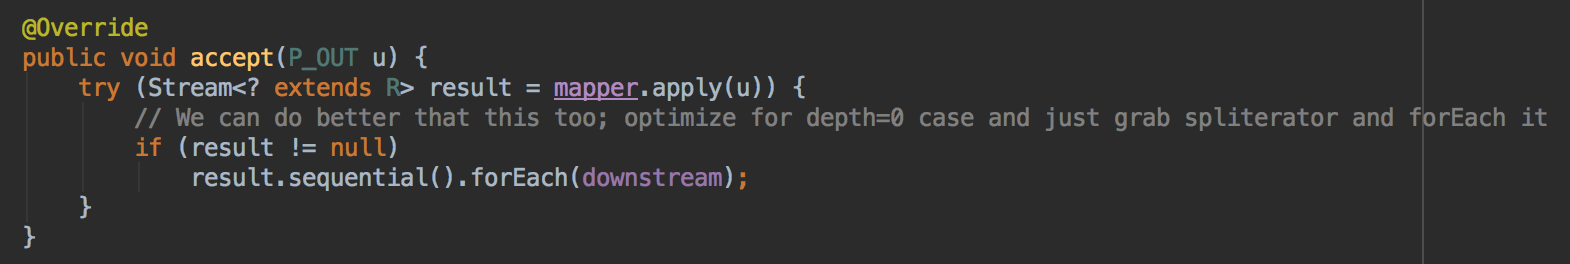 @Override
public void accept(P_OUT u) {
    try (Stream<? extends R> result = mapper.apply(u)) {
        // We can do better that this too; optimize for depth=0 case and just grab spliterator and forEach it
        if (result != null)
            result.sequential().forEach(downstream);
    }
}